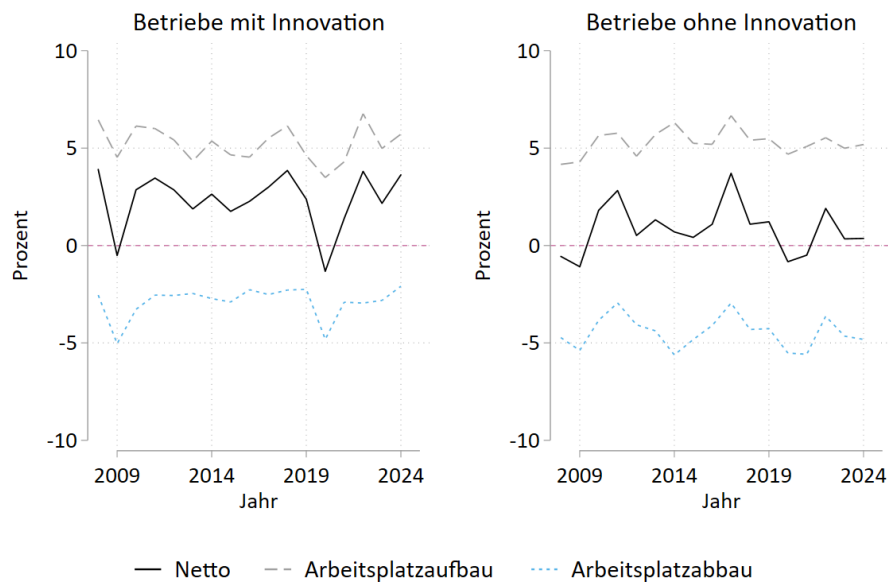 Betriebe mit Innovation
10
5
0
-5
-10
Prozent
2009 2014 2019 2024
Jahr
Betriebe ohne Innovation
10
5
0
-5
-10
Prozent
2009 2014 2019 2024
Jahr
Netto Arbeitsplatzaufbau Arbeitsplatzabbau